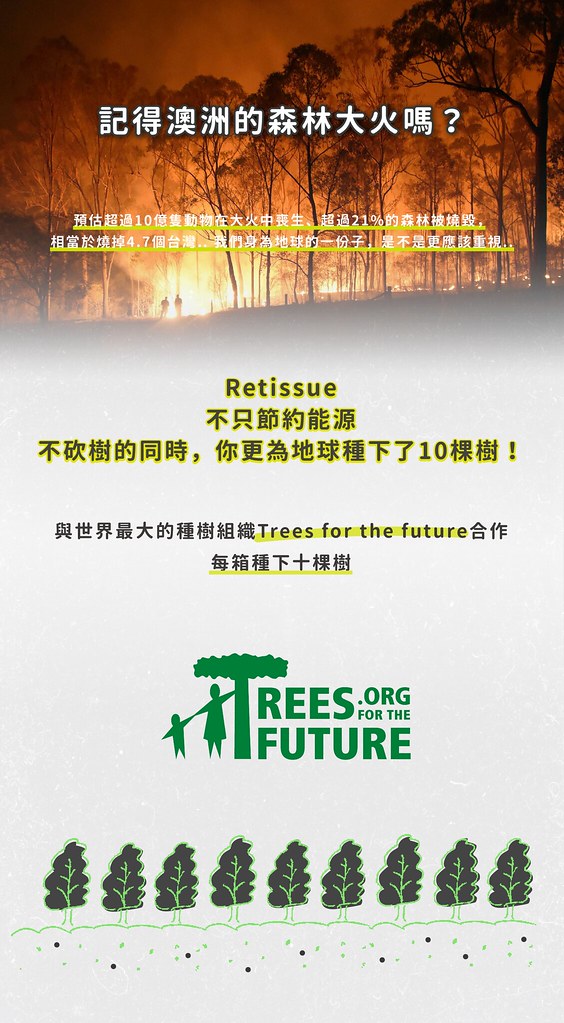 記得澳洲的森林大火嗎？
預估超過10億隻動物在大火中喪生，超過21%的森林被燒毀，
相當於燒掉4.7個台灣.. 我們身為地球的一份子，是不是更應該重視..
Retissue
不只節約能源
不砍樹的同時，你更為地球種下了10棵樹！
與世界最大的種樹組織Trees for the future合作
每箱種下十棵樹
TREES.ORG
FOR THE
FUTURE